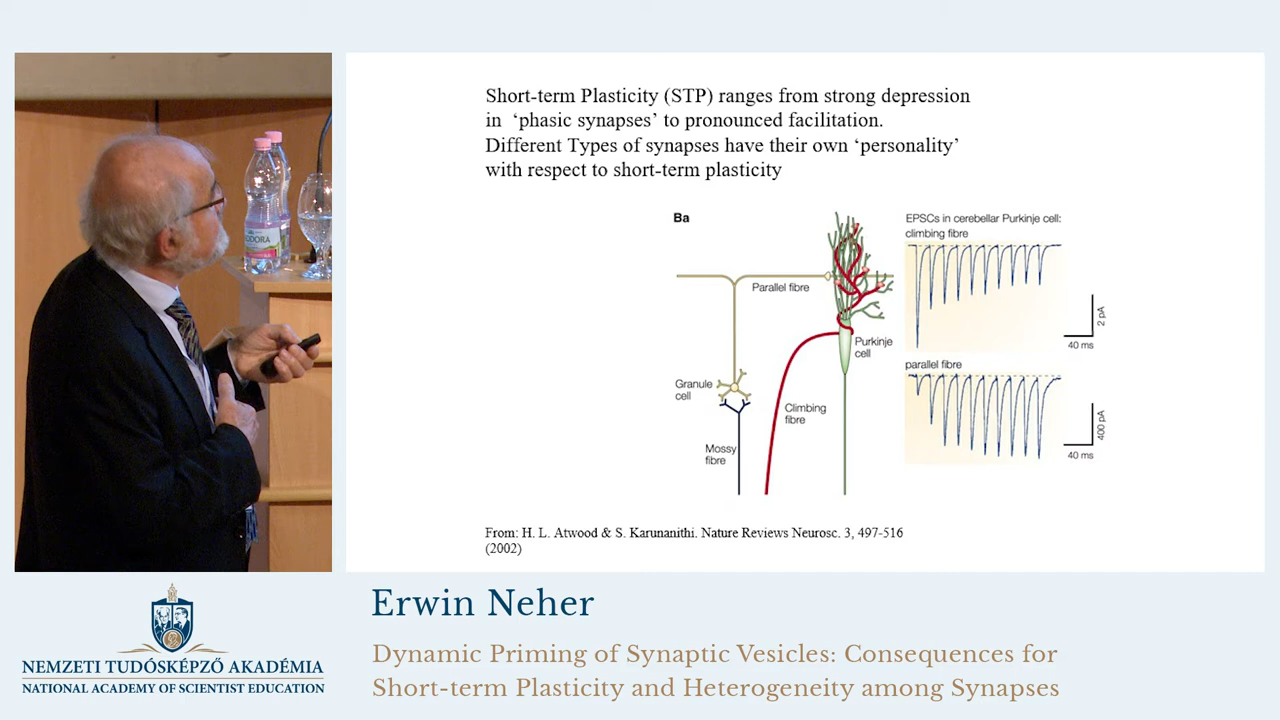 Short-term Plasticity (STP) ranges from strong depression
in ‘phasic synapses’ to pronounced facilitation.
Different Types of synapses have their own ‘personality’
with respect to short-term plasticity
Ba
Parallel fibre
Purkinje
cell
Granule
cell
Climbing
fibre
Mossy
fibre
EPSCs in cerebellar Purkinje cell:
climbing fibre
2 pA
40 ms
parallel fibre
400 pA
40 ms
From: H. L. Atwood & S. Karunanithi. Nature Reviews Neurosc. 3, 497-516
(2002)
NEMZETI TUDÓSKÉPZŐ AKADÉMIA
NATIONAL ACADEMY OF SCIENTIST EDUCATION
Erwin Neher
Dynamic Priming of Synaptic Vesicles: Consequences for
Short-term Plasticity and Heterogeneity among Synapses